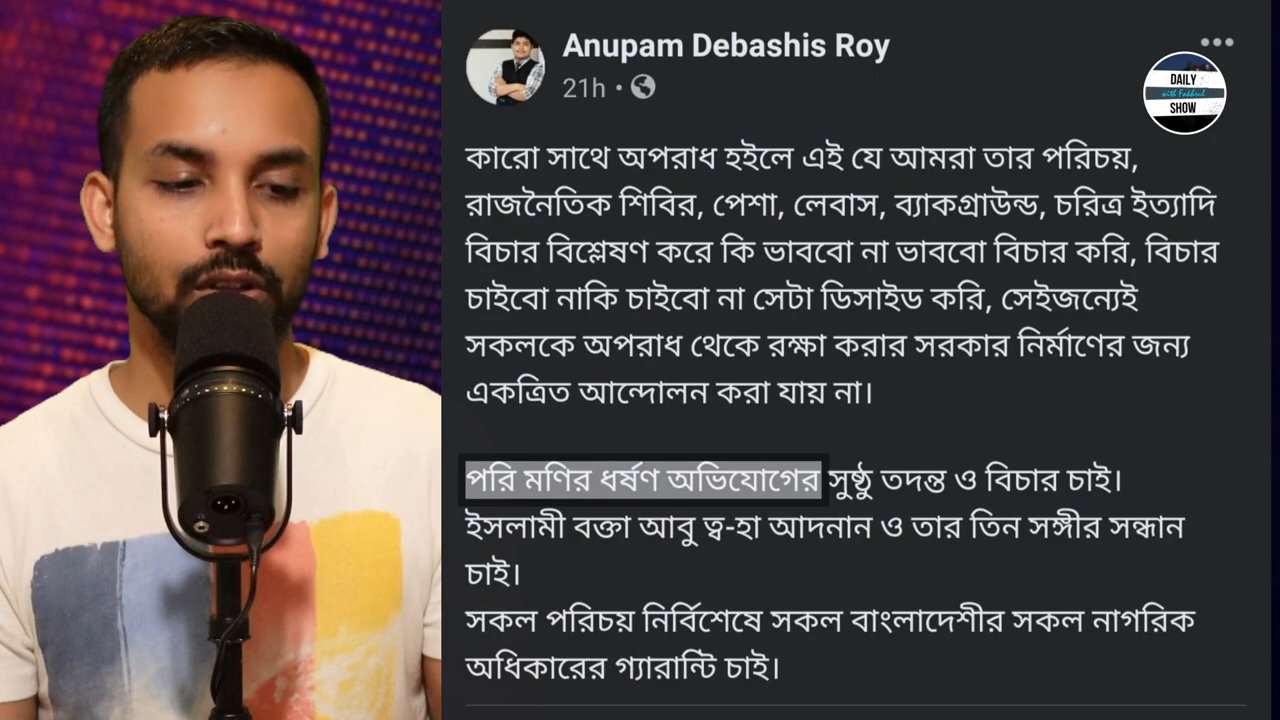 Anupam Debashis Roy
21h
DAILY
with Fakhrul
SHOW
কারো সাথে অপরাধ হইলে এই যে আমরা তার পরিচয়,
রাজনৈতিক শিবির, পেশা, লেবাস, ব্যাকগ্রাউন্ড, চরিত্র ইত্যাদি
বিচার বিশ্লেষণ করে কি ভাববো না ভাববো বিচার করি, বিচার
চাইবো নাকি চাইবো না সেটা ডিসাইড করি, সেইজন্যেই
সকলকে অপরাধ থেকে রক্ষা করার সরকার নির্মাণের জন্য
একত্রিত আন্দোলন করা যায় না।
পরি মণির ধর্ষণ অভিযোগের সুষ্ঠু তদন্ত ও বিচার চাই।
ইসলামী বক্তা আবু ত্ব-হা আদনান ও তার তিন সঙ্গীর সন্ধান
চাই।
সকল পরিচয় নির্বিশেষে সকল বাংলাদেশীর সকল নাগরিক
অধিকারের গ্যারান্টি চাই।